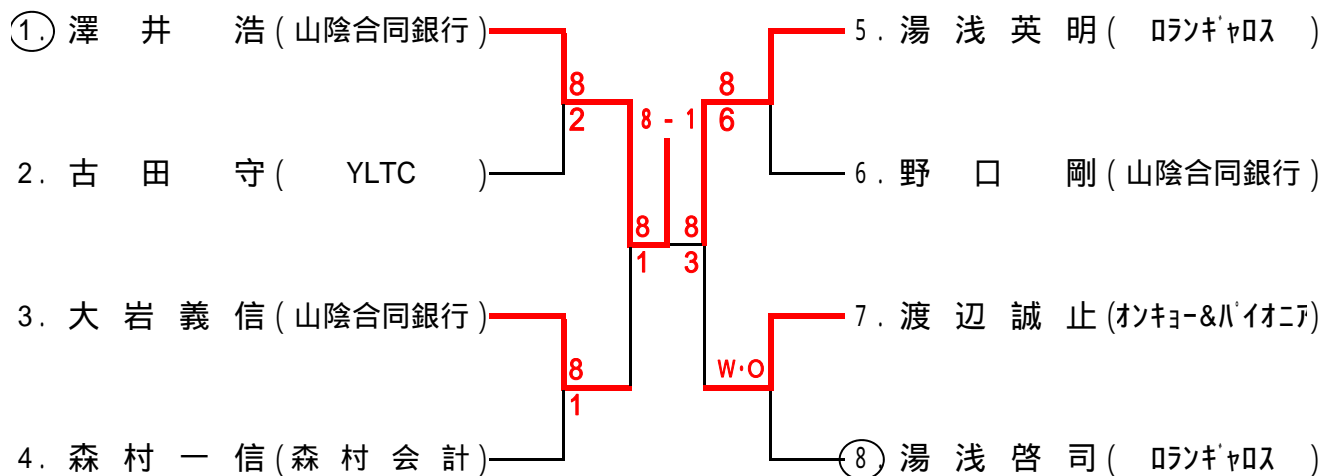 1. 澤井 浩 (山陰合同銀行)
8
2
2. 古田 守 (YLTC)
8
1
3. 大岩義信 (山陰合同銀行)
8
1
4. 森村一信 (森村会計)
8 - 1
5. 湯浅英明 (ロランギャロス)
8
6
6. 野口 剛 (山陰合同銀行)
8
3
7. 渡辺誠止 (オンキョー&パイオニア)
W・O
8 湯浅啓司 (ロランギャロス)